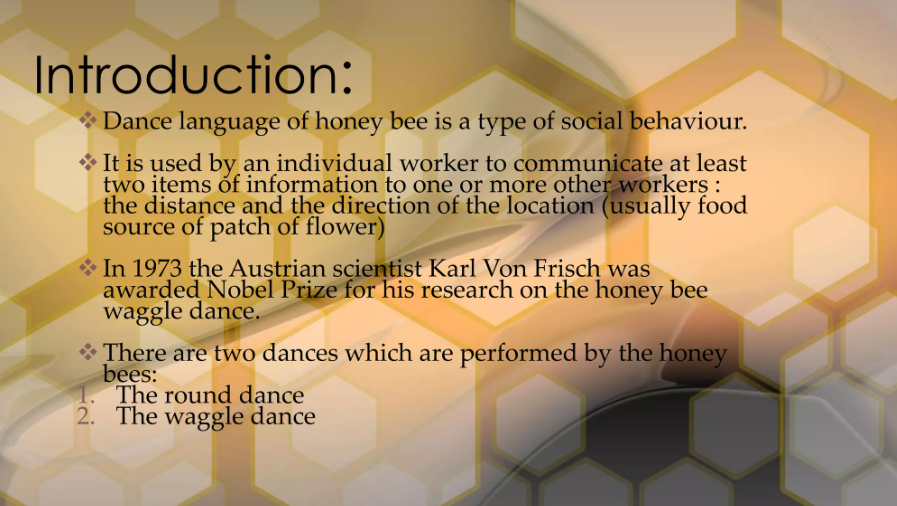 Introduction:
❖ Dance language of honey bee is a type of social behaviour.
❖ It is used by an individual worker to communicate at least
two items of information to one or more other workers :
the distance and the direction of the location (usually food
source of patch of flower)
❖ In 1973 the Austrian scientist Karl Von Frisch was
awarded Nobel Prize for his research on the honey bee
waggle dance.
❖ There are two dances which are performed by the honey
bees:
1. The round dance
2. The waggle dance